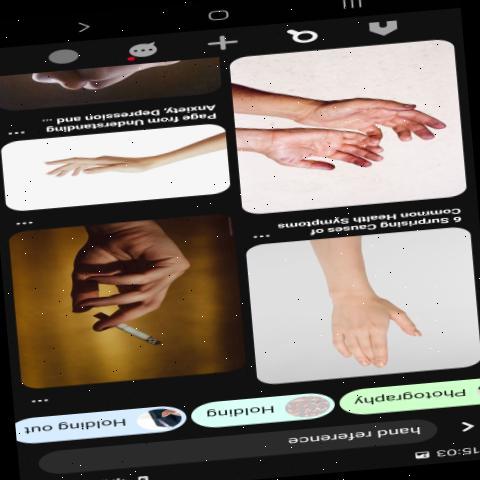 15:03
hand reference
Photography
Holding
Holding out
6 Surprising Causes of
Common Health Symptoms
Page from Understanding
Anxiety, Depression and ...